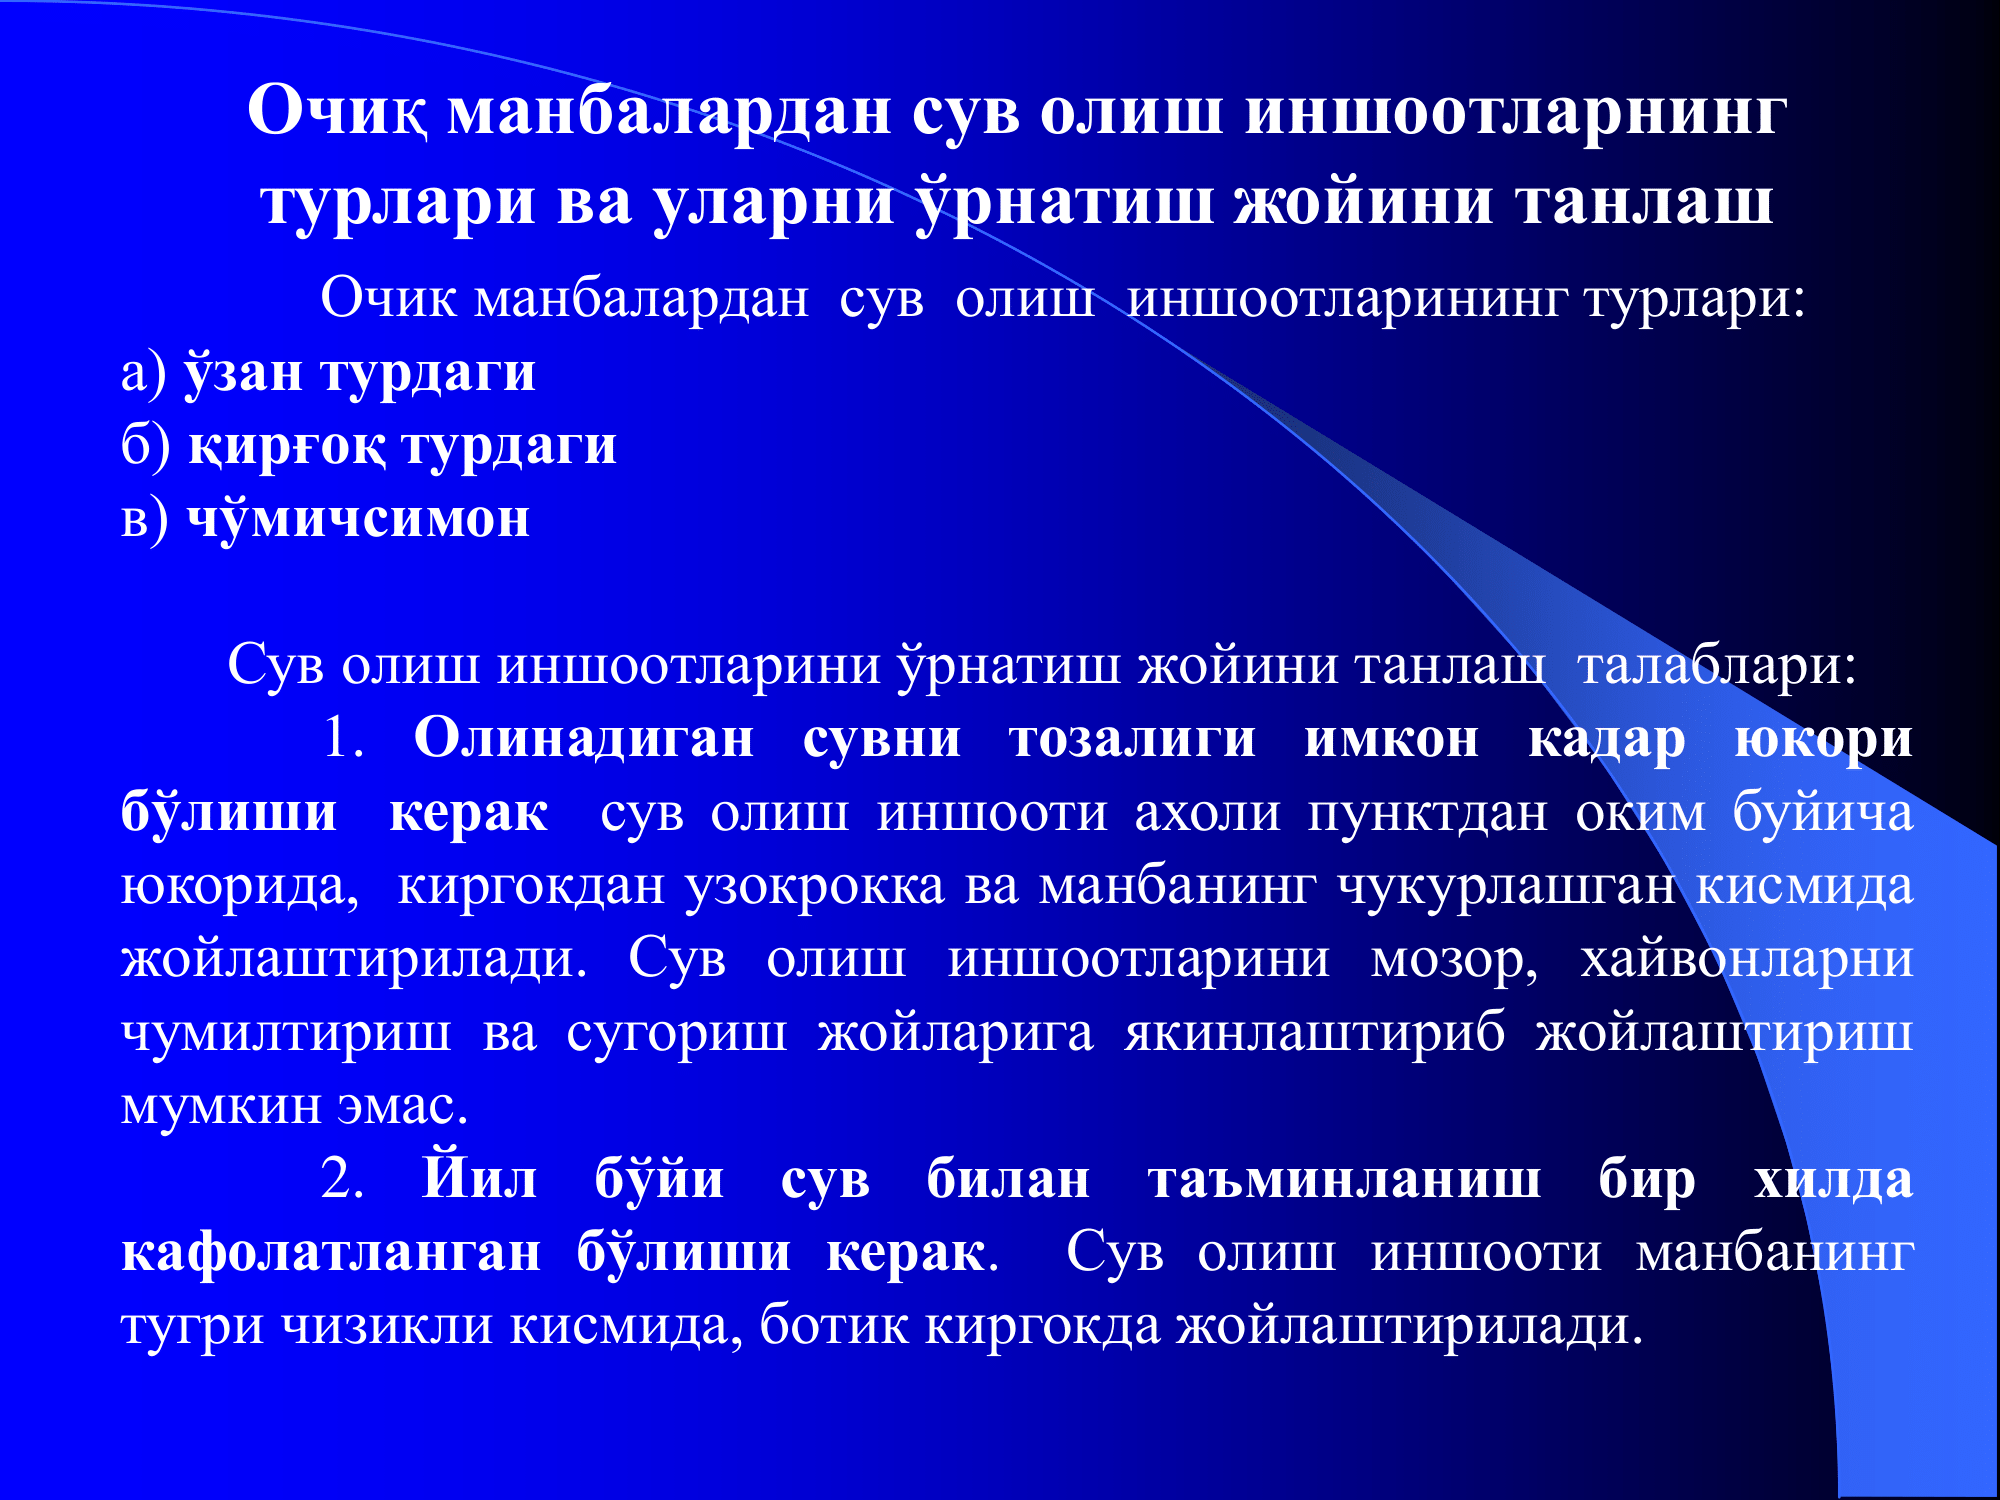 Очиқ манбалардан сув олиш иншоотларнинг
турлари ва уларни ўрнатиш жойини танлаш
Очик манбалардан сув олиш иншоотларининг турлари:
а) ўзан турдаги
б) қирғоқ турдаги
в) чўмичсимон
Сув олиш иншоотларини ўрнатиш жойини танлаш талаблари:
1. Олинадиган сувни тозалиги имкон кадар юкори
бўлиши керак сув олиш иншооти ахоли пунктдан оким буйича
юкорида, киргокдан узокрокка ва манбанинг чукурлашган кисмида
жойлаштирилади. Сув олиш иншоотларини мозор, хайвонларни
чумилтириш ва сугориш жойларига якинлаштириб жойлаштириш
мумкин эмас.
2. Йил бўйи сув билан таъминланиш бир хилда
кафолатланган бўлиши керак. Сув олиш иншооти манбанинг
тугри чизикли кисмида, ботик киргокда жойлаштирилади.